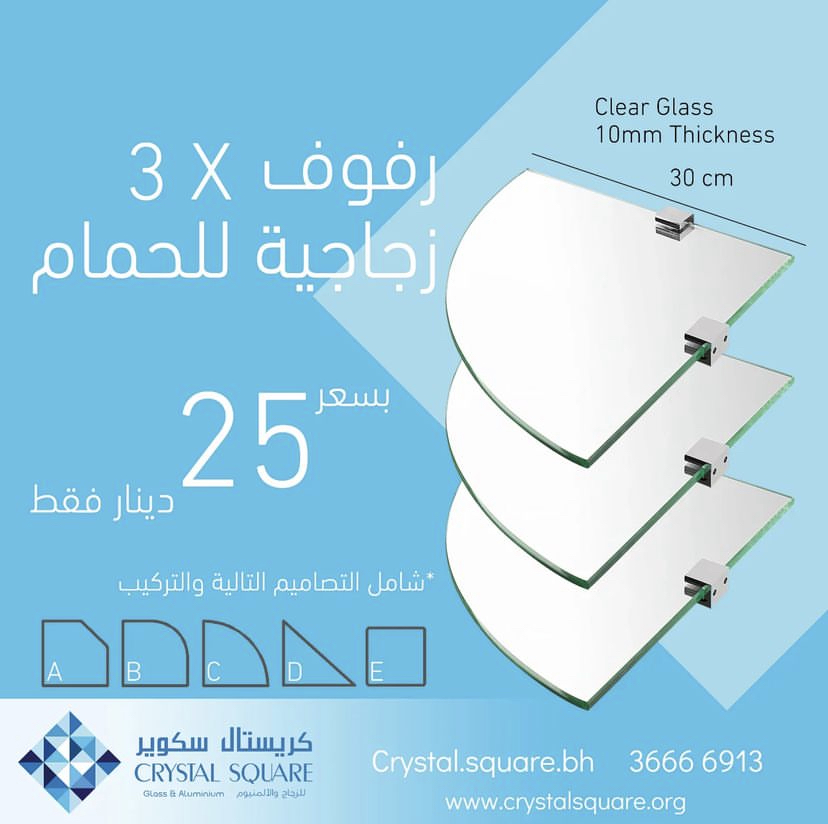 Clear Glass
10mm Thickness
30 cm
رفوف 3 X
زجاجية للحمام
بسعر
25
دينار فقط
*شامل التصاميم التالية والتركيب
A B C D E
كريستال سكوير
CRYSTAL SQUARE
Glass & Aluminium للزجاج والألمنيوم
Crystal.square.bh 3666 6913
www.crystalsquare.org